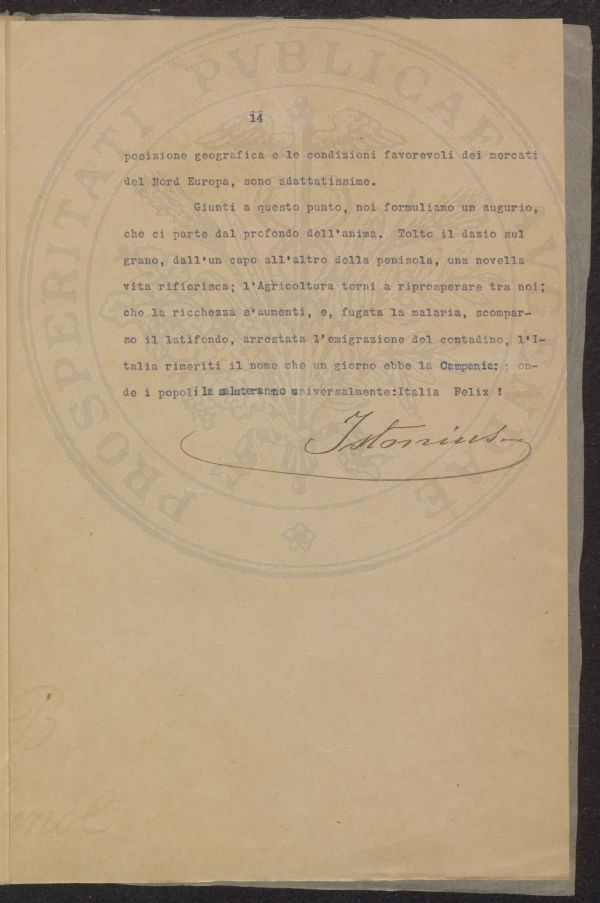 14
posizione geografica e le condizioni favorevoli dei mercati
del Nord Europa, sono adattatissime.
Giunti a questo punto, noi formuliamo un augurio,
che ci parte dal profondo dell'anima. Tolto il dazio sul
grano, dall'un capo all'altro della penisola, una novella
vita rifiorisca; l'Agricoltura torni a riprosperare tra noi;
che la ricchezza s'aumenti, e, fugata la malaria, scompar-
so il latifondo, arrestata l'emigrazione del contadino, l'I-
talia rimeriti il nome che un giorno ebbe la Campania; ; on-
de i popoli la saluteranno universalmente:Italia Felix !
Istonius
PROSPERITATI PVBLICAE AVGENDAE